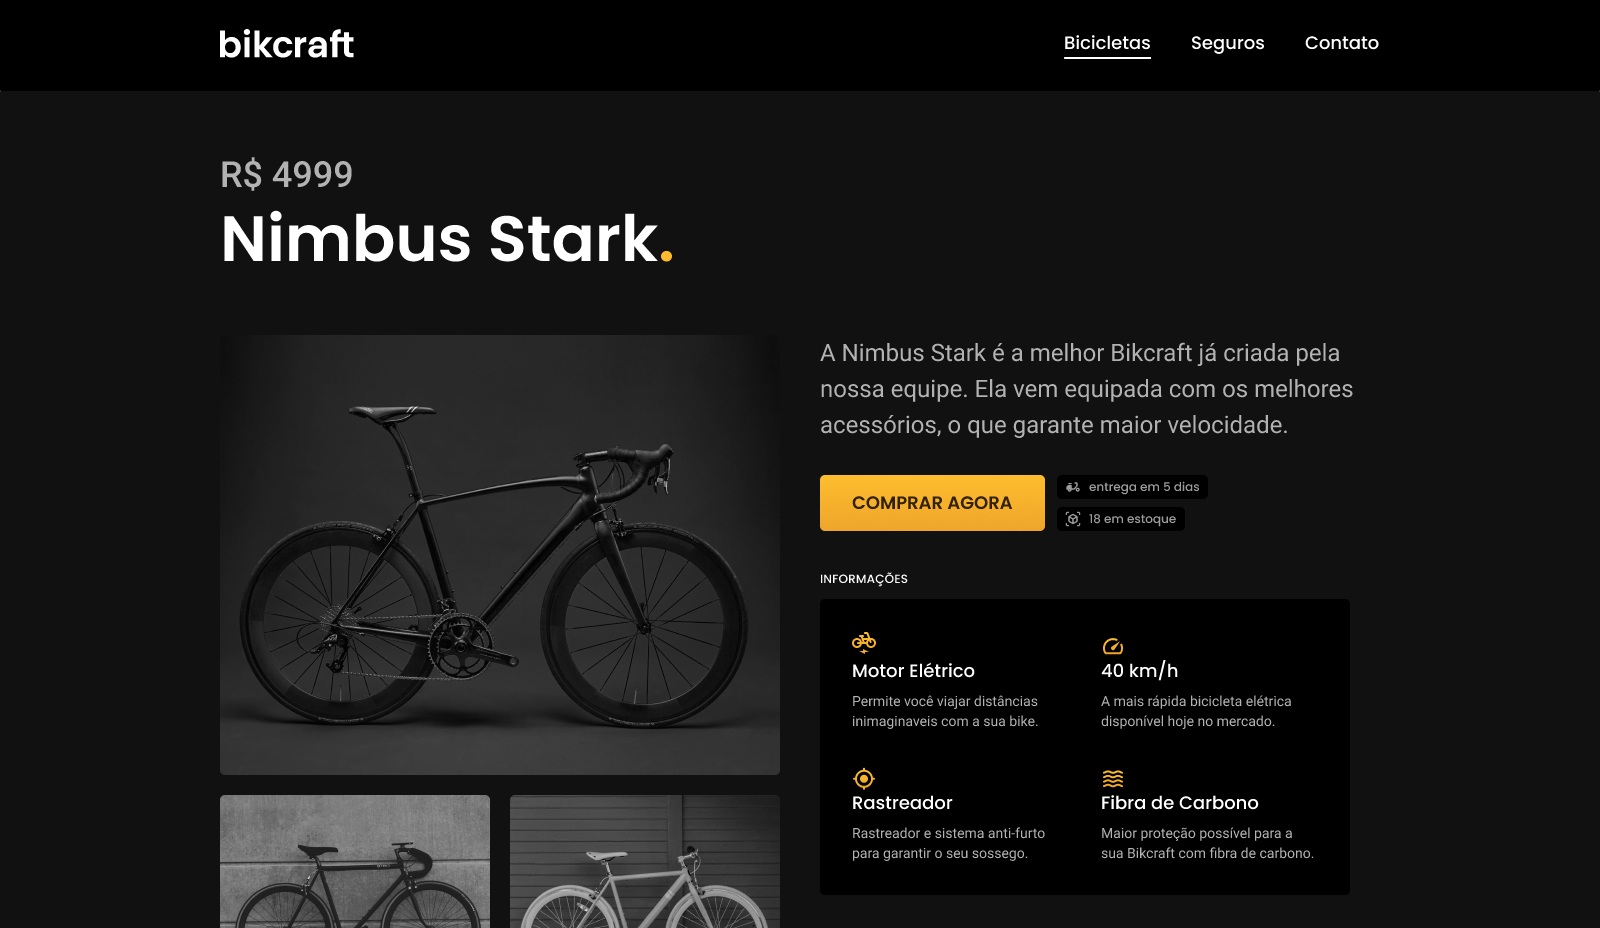 bikcraft
Bicicletas
Seguros
Contato
R$ 4999
Nimbus Stark.
A Nimbus Stark é a melhor Bikcraft já criada pela
nossa equipe. Ela vem equipada com os melhores
acessórios, o que garante maior velocidade.
COMPRAR AGORA
entrega em 5 dias
18 em estoque
INFORMAÇÕES
Motor Elétrico
Permite você viajar distâncias
inimaginaveis com a sua bike.
40 km/h
A mais rápida bicicleta elétrica
disponível hoje no mercado.
Rastreador
Rastreador e sistema anti-furto
para garantir o seu sossego.
Fibra de Carbono
Maior proteção possível para a
sua Bikcraft com fibra de carbono.